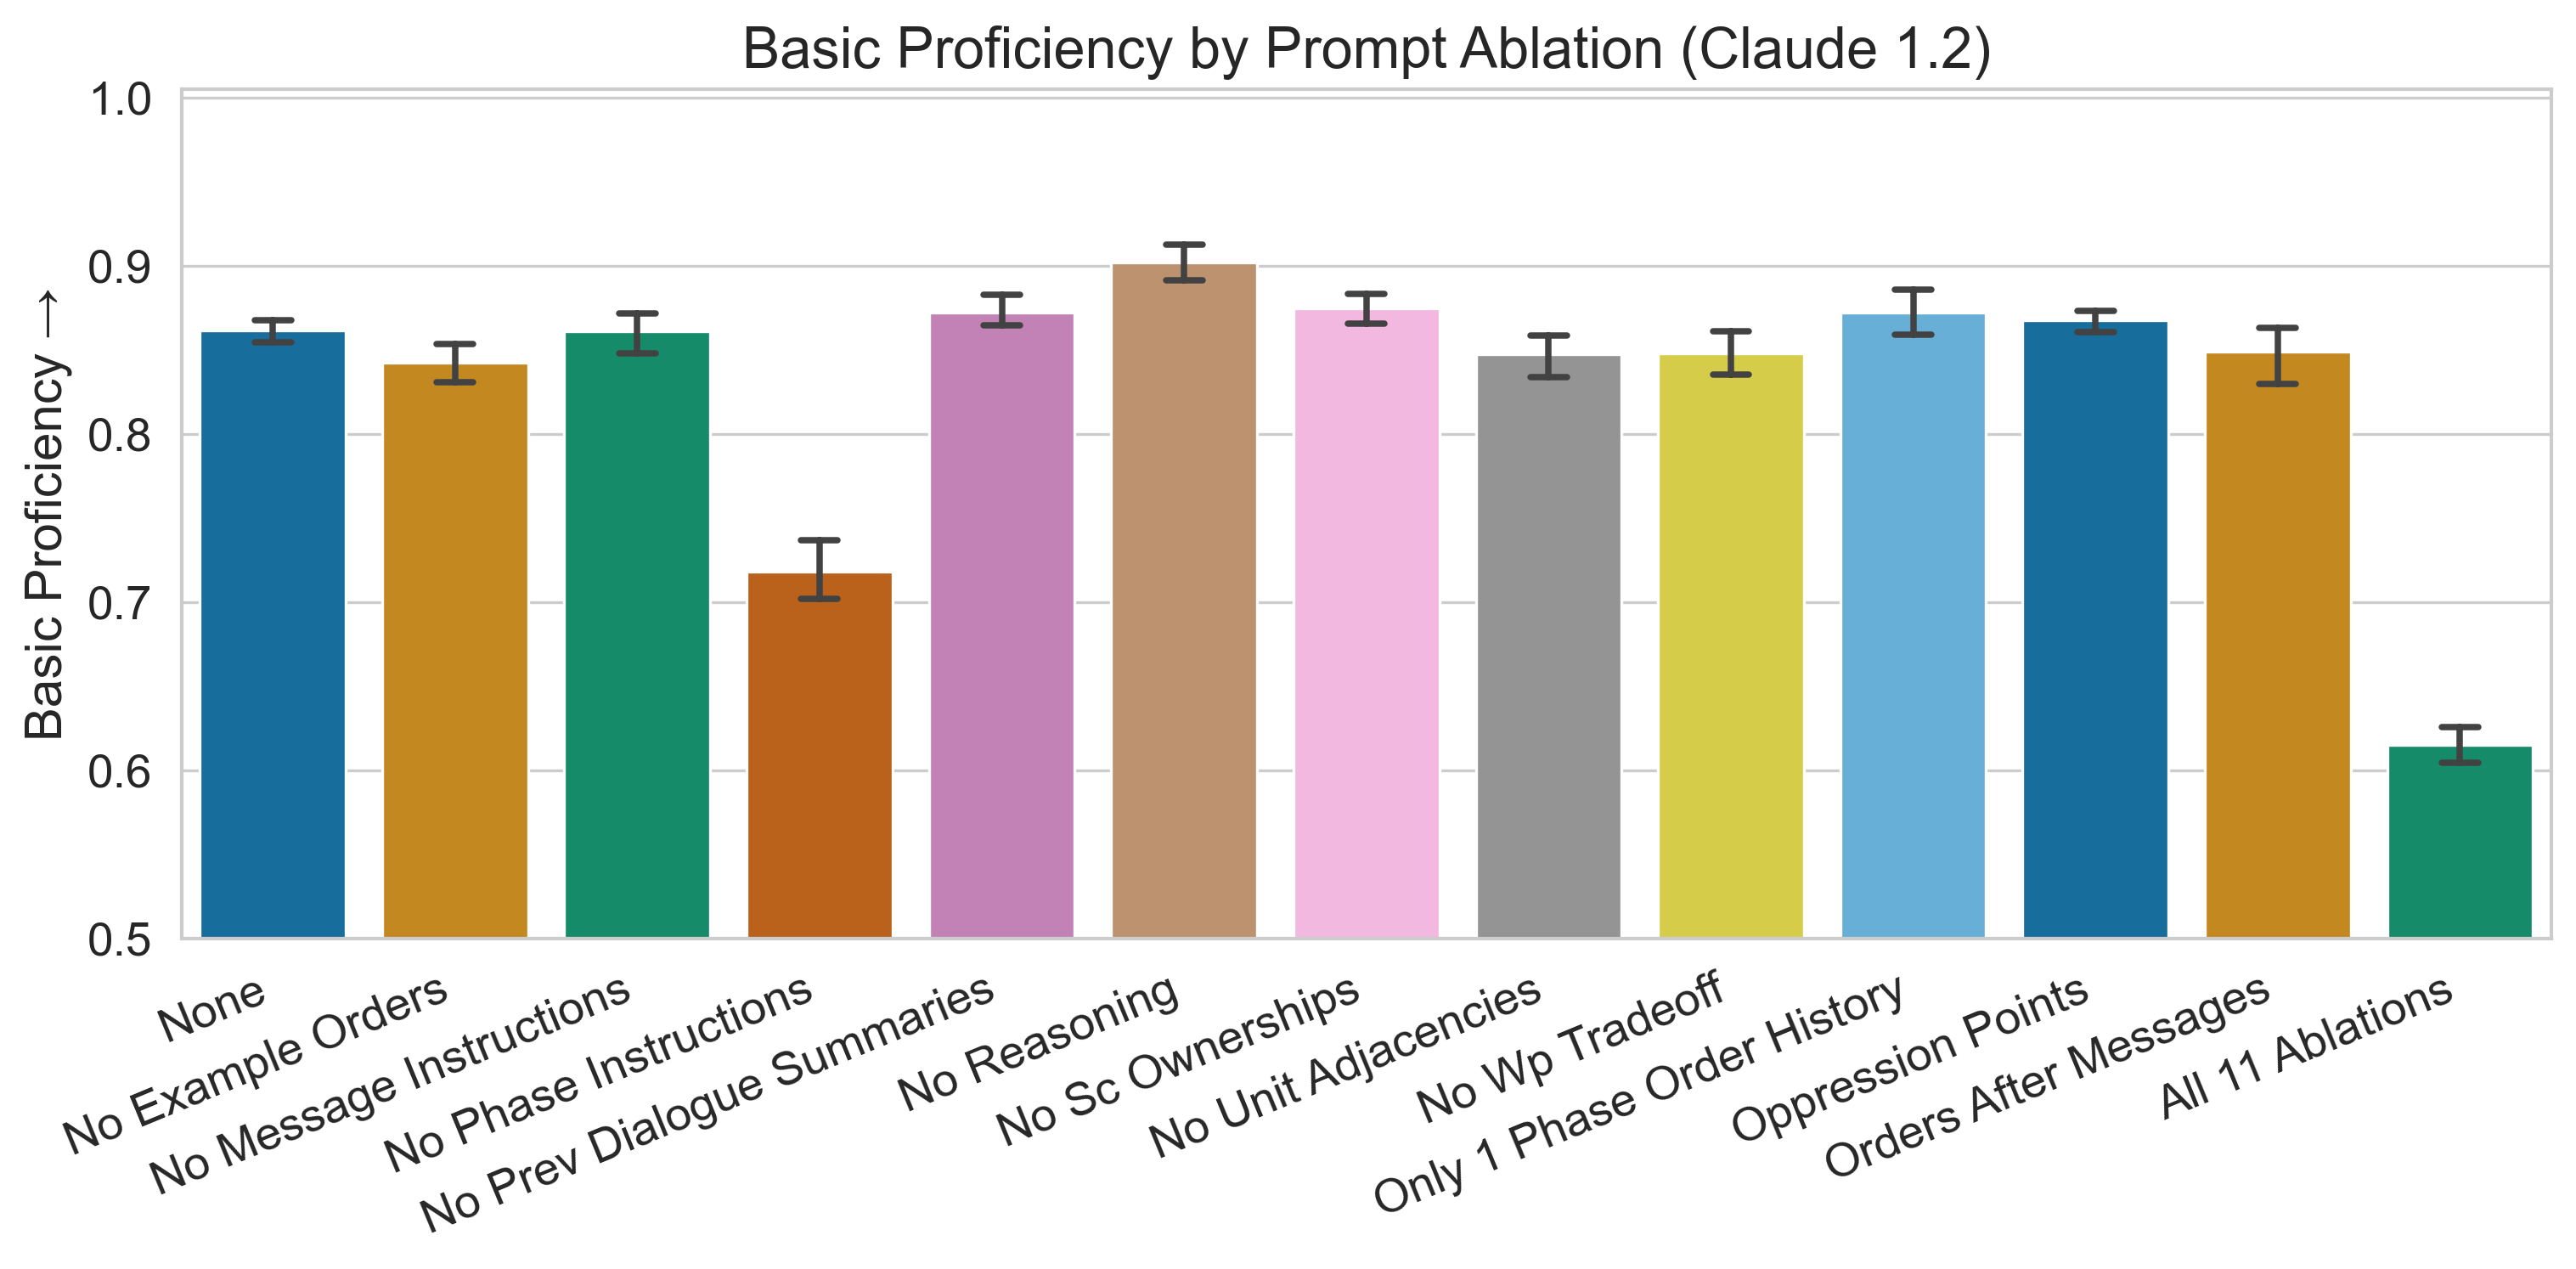 Basic Proficiency by Prompt Ablation (Claude 1.2)
Basic Proficiency →
1.0
0.9
0.8
0.7
0.6
0.5
None
No Example Orders
No Message Instructions
No Phase Instructions
No Prev Dialogue Summaries
No Reasoning
No Sc Ownerships
No Unit Adjacencies
No Wp Tradeoff
Only 1 Phase Order History
Oppression Points
Orders After Messages
All 11 Ablations